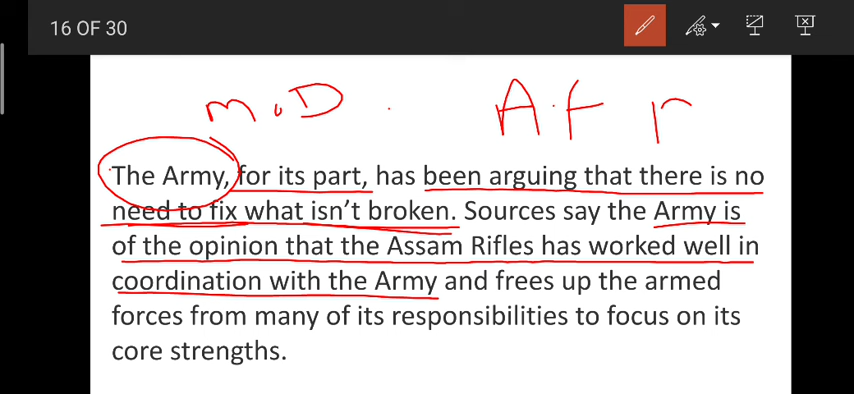 16 OF 30
MoD. A.F r
The Army, for its part, has been arguing that there is no
need to fix what isn't broken. Sources say the Army is
of the opinion that the Assam Rifles has worked well in
coordination with the Army and frees up the armed
forces from many of its responsibilities to focus on its
core strengths.